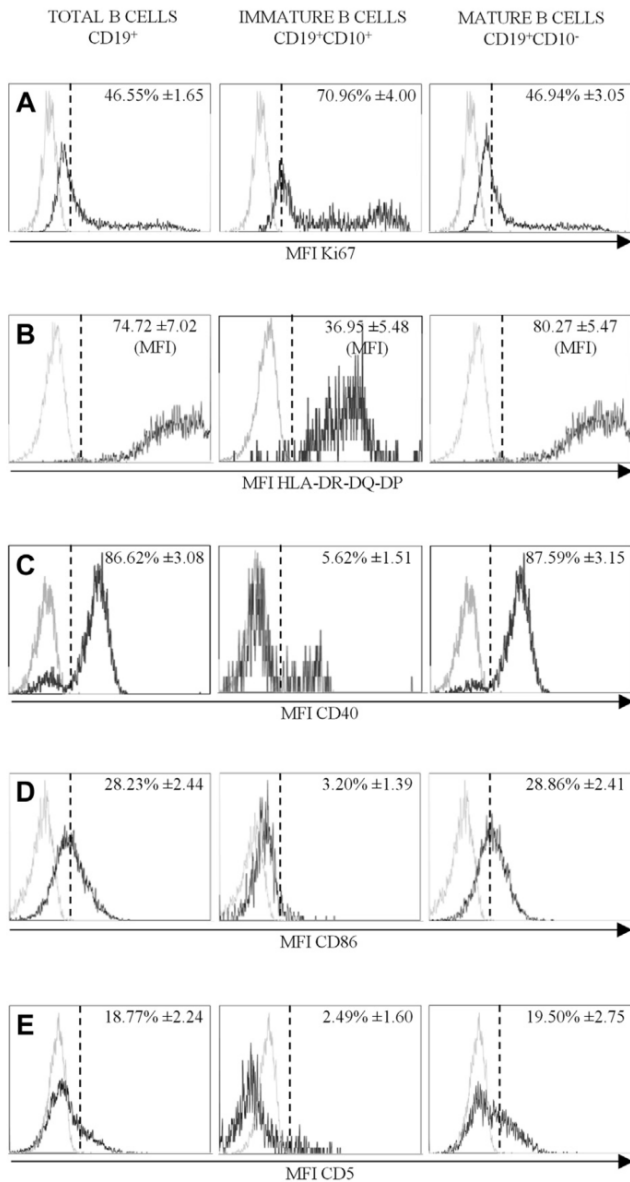 TOTAL B CELLS IMMATURE B CELLS MATURE B CELLS
CD19⁺ CD19⁺CD10⁺ CD19⁺CD10⁻
A 46.55% ±1.65 70.96% ±4.00 46.94% ±3.05
MFI Ki67
B 74.72 ±7.02 36.95 ±5.48 80.27 ±5.47
(MFI) (MFI) (MFI)
MFI HLA-DR-DQ-DP
C 86.62% ±3.08 5.62% ±1.51 87.59% ±3.15
MFI CD40
D 28.23% ±2.44 3.20% ±1.39 28.86% ±2.41
MFI CD86
E 18.77% ±2.24 2.49% ±1.60 19.50% ±2.75
MFI CD5